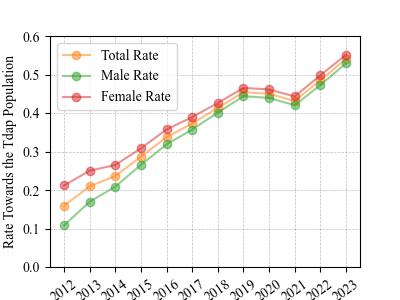 Rate Towards the Tdap Population
0.6
0.5
0.4
0.3
0.2
0.1
0.0
Total Rate
Male Rate
Female Rate
2012 2013 2014 2015 2016 2017 2018 2019 2020 2021 2022 2023